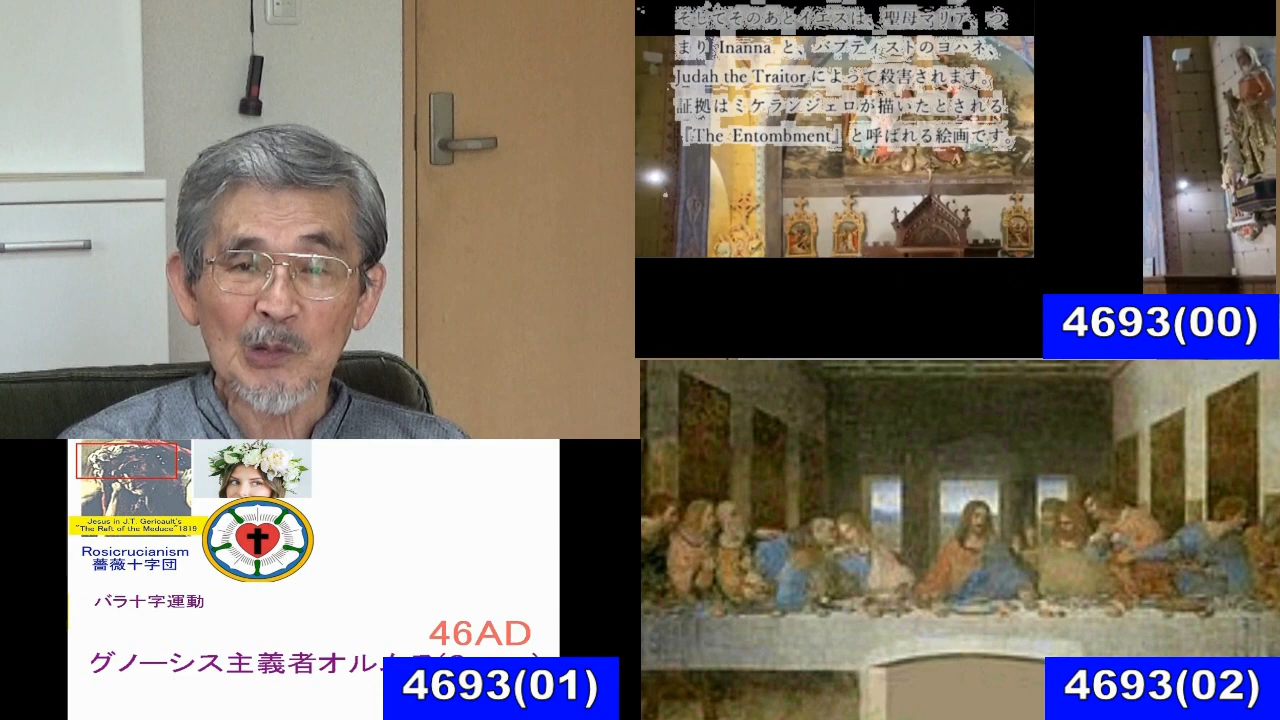 そしてそのあとイエスは、聖母マリア、つ
まり Inanna と、バプティストのヨハネ、
Judah the Traitor によって殺害されます。
証拠はミケランジェロが描いたとされる
『The Entombment』と呼ばれる絵画です。
4693(00)
Jesus in J.T. Gericault's
"The Raft of the Meduce" 1819
Rosicrucianism
薔薇十字団
バラ十字運動
46AD
グノーシス主義者オル
4693(01)
4693(02)